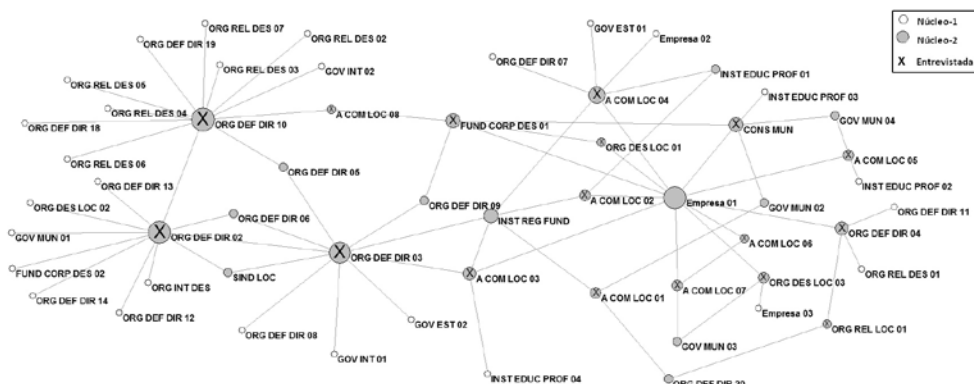 ORG REL DES 07
GOV EST 01
Núcleo-1
ORG DEF DIR 19
ORG REL DES 02
Empresa 02
Núcleo-2
X Entrevistada
ORG DEF DIR 07
ORG REL DES 03
GOV INT 02
INST EDUC PROF 01
ORG REL DES 05
INST EDUC PROF 03
X A COM LOC 04
ORG REL DES 04
X A COM LOC 08
GOV MUN 04
X ORG DEF DIR 10
X FUND CORP DES 01
X CONS MUN
ORG DEF DIR 18
X ORG DES LOC 01
ORG REL DES 06
X A COM LOC 05
ORG DEF DIR 05
ORG DEF DIR 13
INST EDUC PROF 02
ORG DES LOC 02
ORG DEF DIR 09
X A COM LOC 02
Empresa 01
GOV MUN 02
ORG DEF DIR 11
ORG DEF DIR 06
INST REG FUND
GOV MUN 01
X ORG DEF DIR 02
X ORG DEF DIR 04
X A COM LOC 06
X ORG DEF DIR 03
FUND CORP DES 02
SIND LOC
X A COM LOC 03
ORG REL DES 01
ORG INT DES
X A COM LOC 07
X ORG DES LOC 03
ORG DEF DIR 14
X A COM LOC 01
ORG DEF DIR 12
Empresa 03
GOV EST 02
X ORG REL LOC 01
ORG DEF DIR 08
GOV MUN 03
GOV INT 01
INST EDUC PROF 04
ORG DEF DIR 20